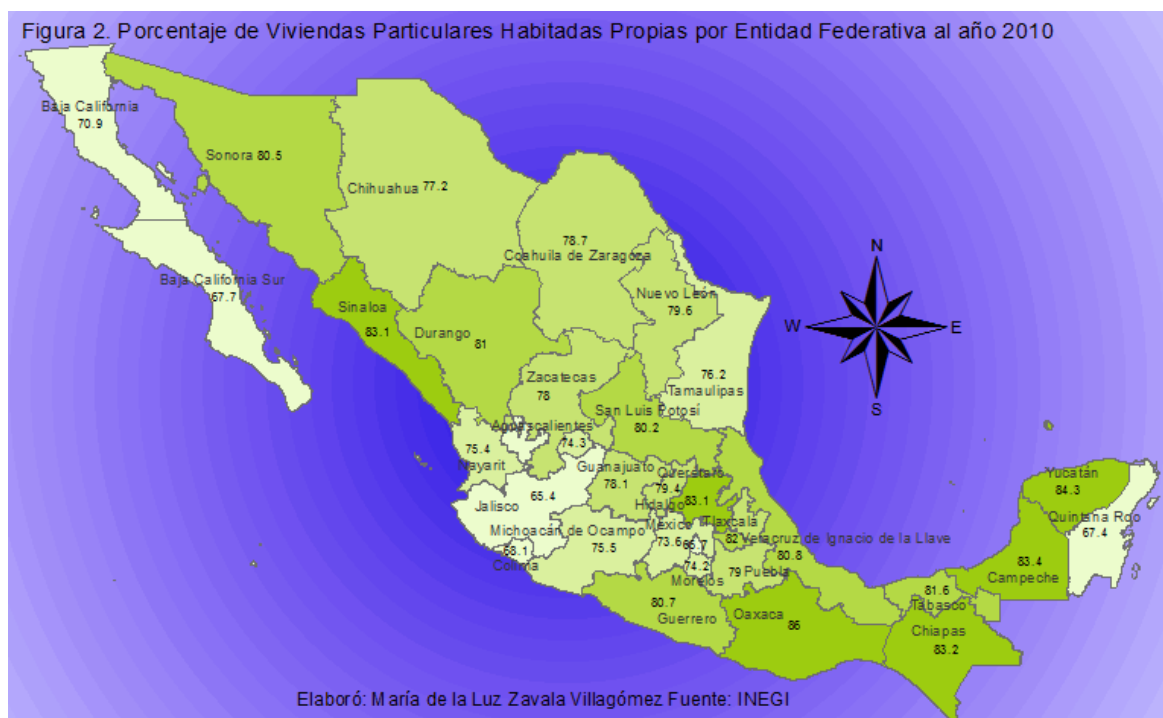 Figura 2. Porcentaje de Viviendas Particulares Habitadas Propias por Entidad Federativa al año 2010
Baja California
70.9
Sonora 80.5
Chihuahua 77.2
78.7
Coahuila de Zaragoza
N
Baja California Sur
67.7
Nuevo León
79.6
Sinaloa
83.1
Durango
81
W
E
76.2
Tamaulipas
Zacatecas
78
San Luis Potosí
80.2
S
Aguascalientes
74.3
75.4
Nayarit
Guanajuato
78.1
Querétaro
79.4
Yucatán
84.3
Jalisco
65.4
Hidalgo
83.1
Quintana Roo
67.4
Michoacán de Ocampo
75.5
México
73.6
Tlaxcala
82
65.7
Veracruz de Ignacio de la Llave
80.8
68.1
Colima
74.2
Morelos
79 Puebla
83.4
Campeche
81.6
Tabasco
80.7
Guerrero
Oaxaca
86
Chiapas
83.2
Elaboró: María de la Luz Zavala Villagómez Fuente: INEGI